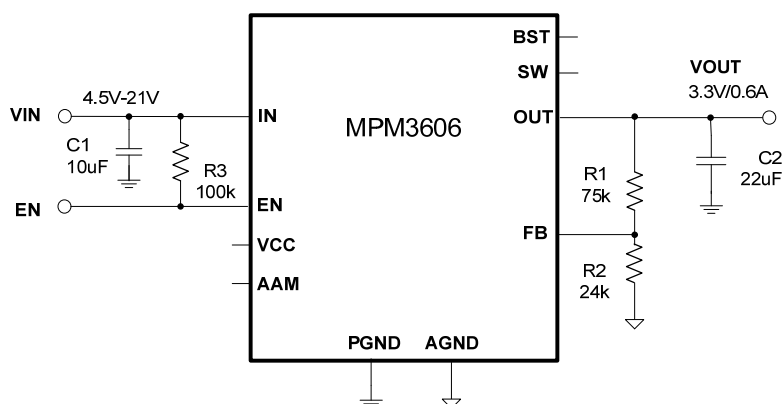 BST
SW
VOUT
3.3V/0.6A
4.5V-21V
VIN
IN
MPM3606
OUT
C1
10uF
R3
100k
R1
75k
C2
22uF
EN
EN
FB
VCC
R2
24k
AAM
PGND
AGND